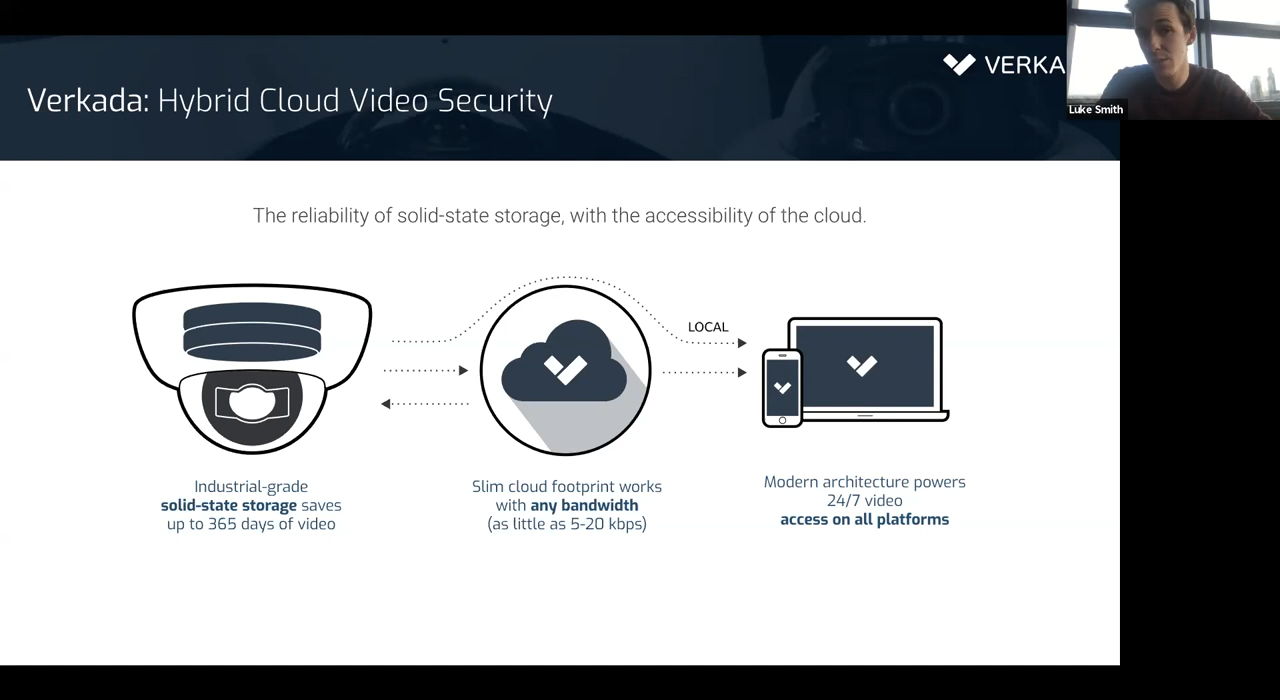 VERKA
Verkada: Hybrid Cloud Video Security
Luke Smith
The reliability of solid-state storage, with the accessibility of the cloud.
LOCAL
Industrial-grade
solid-state storage saves
up to 365 days of video
Slim cloud footprint works
with any bandwidth
(as little as 5-20 kbps)
Modern architecture powers
24/7 video
access on all platforms